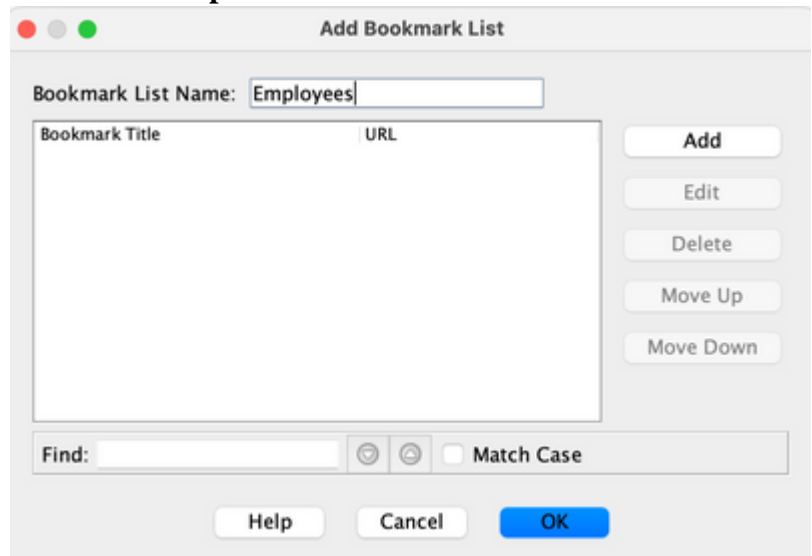 Add Bookmark List
Bookmark List Name: Employees
Bookmark Title URL
Add
Edit
Delete
Move Up
Move Down
Find: Match Case
Help Cancel OK